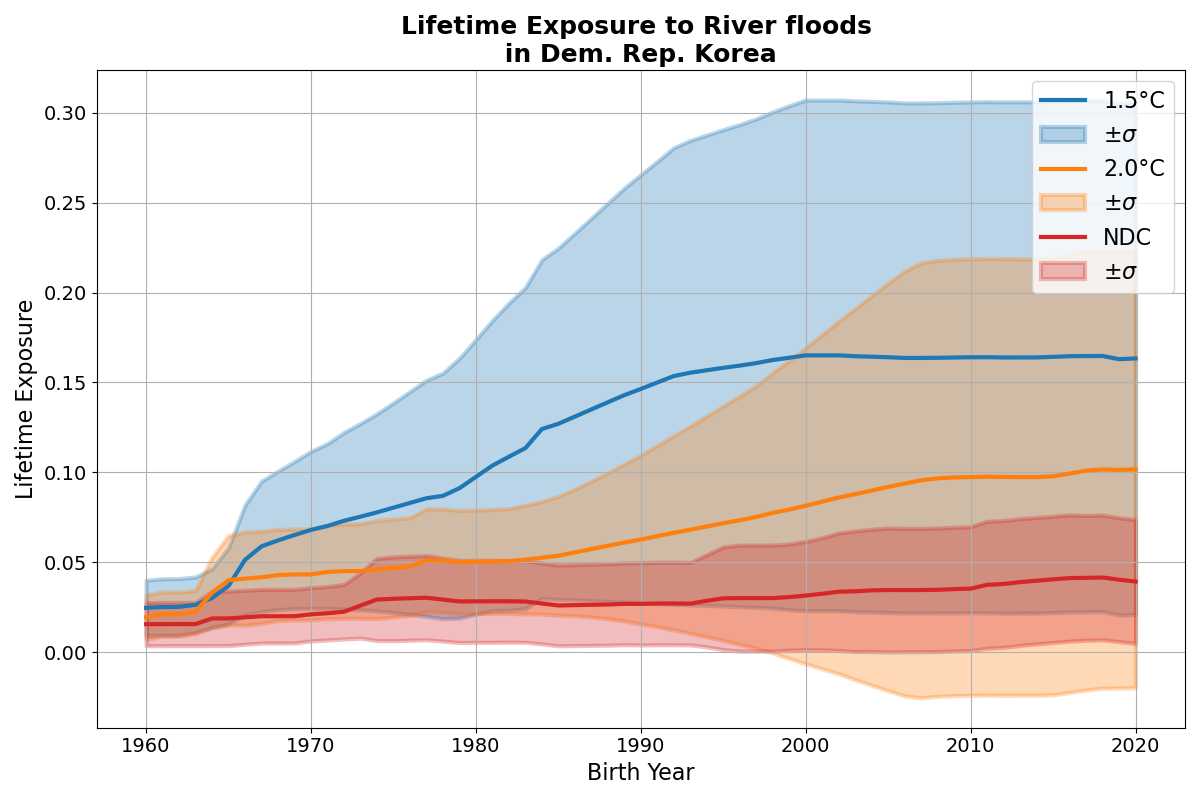 Lifetime Exposure to River floods
in Dem. Rep. Korea
Lifetime Exposure
0.30
0.25
0.20
0.15
0.10
0.05
0.00
1960
1970
1980
1990
2000
2010
2020
Birth Year
1.5°C
±σ
2.0°C
±σ
NDC
±σ